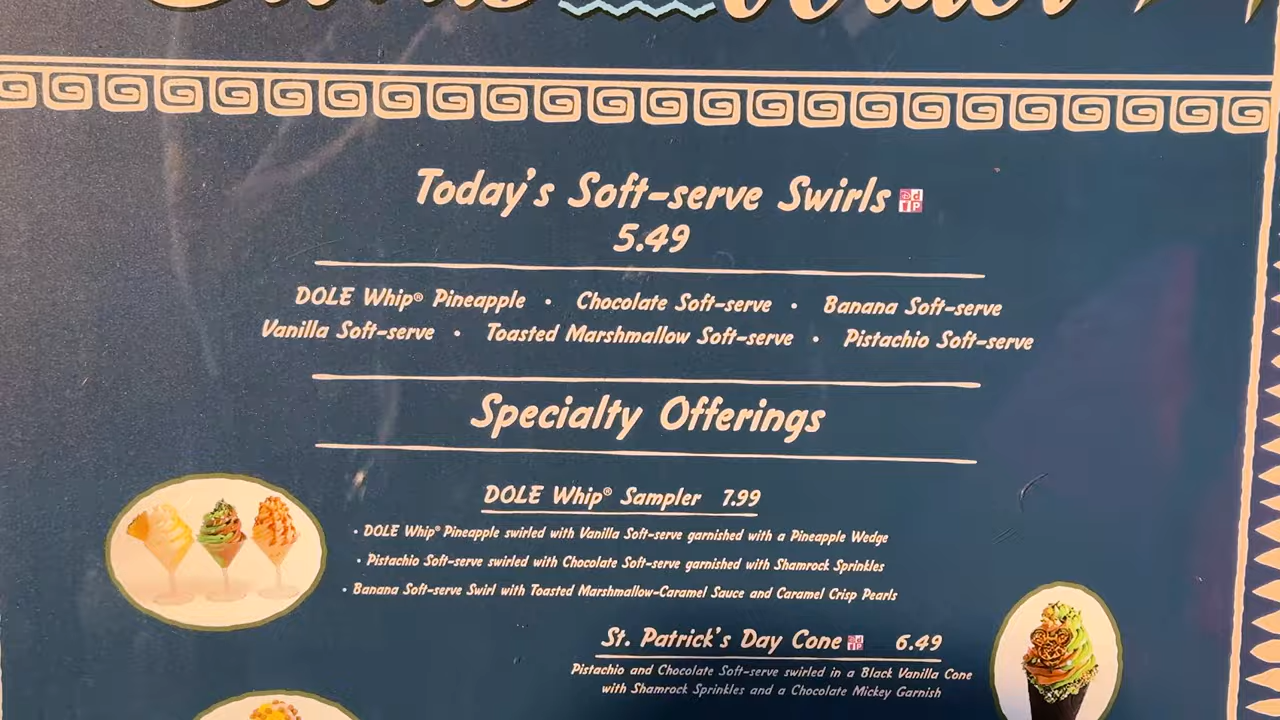 Today's Soft-serve Swirls
5.49
DOLE Whip® Pineapple • Chocolate Soft-serve • Banana Soft-serve
Vanilla Soft-serve • Toasted Marshmallow Soft-serve • Pistachio Soft-serve
Specialty Offerings
DOLE Whip® Sampler 7.99
• DOLE Whip® Pineapple swirled with Vanilla Soft-serve garnished with a Pineapple Wedge
• Pistachio Soft-serve swirled with Chocolate Soft-serve garnished with Shamrock Sprinkles
• Banana Soft-serve Swirl with Toasted Marshmallow-Caramel Sauce and Caramel Crisp Pearls
St. Patrick's Day Cone 6.49
Pistachio and Chocolate Soft-serve swirled in a Black Vanilla Cone
with Shamrock Sprinkles and a Chocolate Mickey Garnish